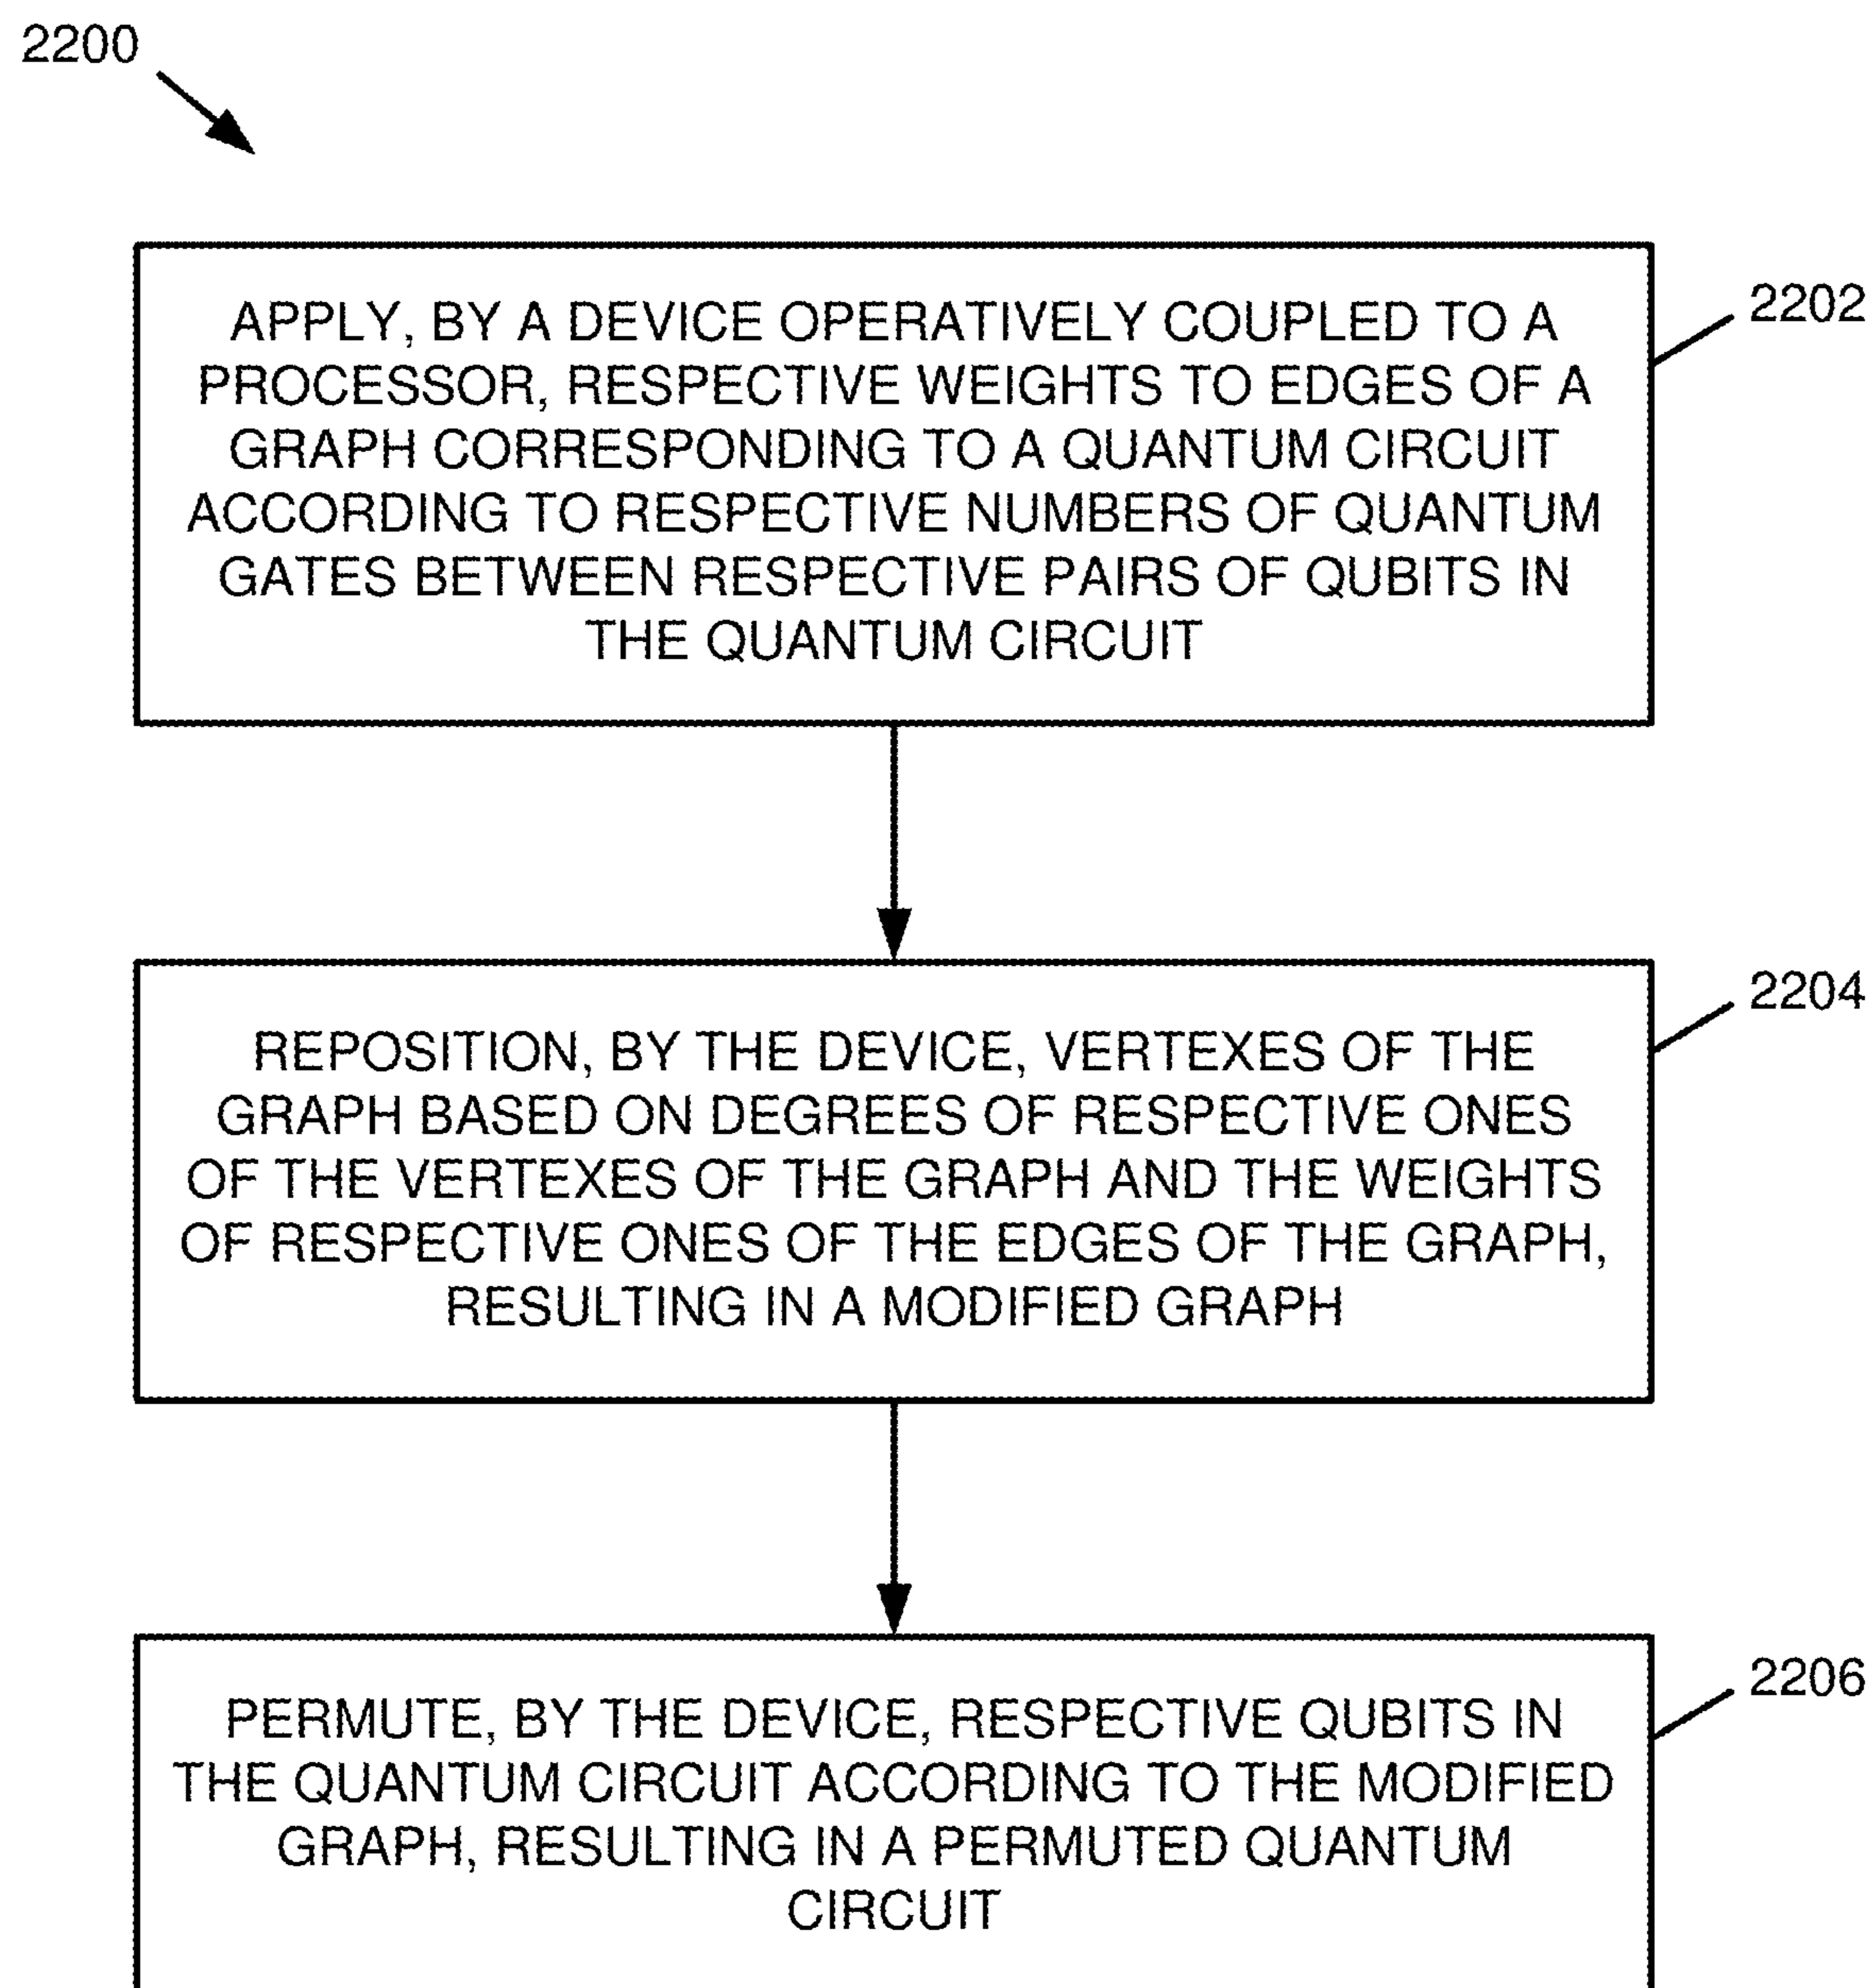 2200
2202
APPLY, BY A DEVICE OPERATIVELY COUPLED TO A
PROCESSOR, RESPECTIVE WEIGHTS TO EDGES OF A
GRAPH CORRESPONDING TO A QUANTUM CIRCUIT
ACCORDING TO RESPECTIVE NUMBERS OF QUANTUM
GATES BETWEEN RESPECTIVE PAIRS OF QUBITS IN
THE QUANTUM CIRCUIT
2204
REPOSITION, BY THE DEVICE, VERTEXES OF THE
GRAPH BASED ON DEGREES OF RESPECTIVE ONES
OF THE VERTEXES OF THE GRAPH AND THE WEIGHTS
OF RESPECTIVE ONES OF THE EDGES OF THE GRAPH,
RESULTING IN A MODIFIED GRAPH
2206
PERMUTE, BY THE DEVICE, RESPECTIVE QUBITS IN
THE QUANTUM CIRCUIT ACCORDING TO THE MODIFIED
GRAPH, RESULTING IN A PERMUTED QUANTUM
CIRCUIT